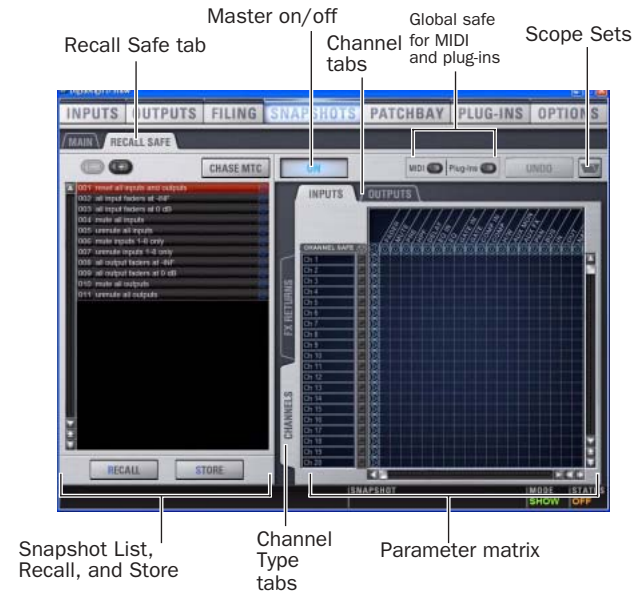 Master on/off
Recall Safe tab
Channel
tabs
Global safe
for MIDI
and plug-ins
Scope Sets
INPUTS OUTPUTS FILING SNAPSHOTS PATCHBAY PLUG-INS OPTIONS
MAIN RECALL SAFE
CHASE MTC ON MIDI Plug-Ins UNDO
INPUTS OUTPUTS
001 reset all inputs and outputs
002 all input faders at -INF
003 all input faders at 0 dB
004 mute all inputs
005 unmute all inputs
006 mute inputs 1-8 only
007 unmute inputs 1-8 only
008 all output faders at -INF
009 all output faders at 0 dB
010 mute all outputs
011 unmute all outputs
CHANNEL SAFE
Ch 1
Ch 2
Ch 3
Ch 4
Ch 5
Ch 6
Ch 7
Ch 8
Ch 9
Ch 10
Ch 11
Ch 12
Ch 13
Ch 14
Ch 15
Ch 16
Ch 17
Ch 18
Ch 19
Ch 20
FX RETURNS
CHANNELS
RECALL STORE
SNAPSHOT MODE STATUS
SHOW OFF
Snapshot List,
Recall, and Store
Channel
Type
tabs
Parameter matrix